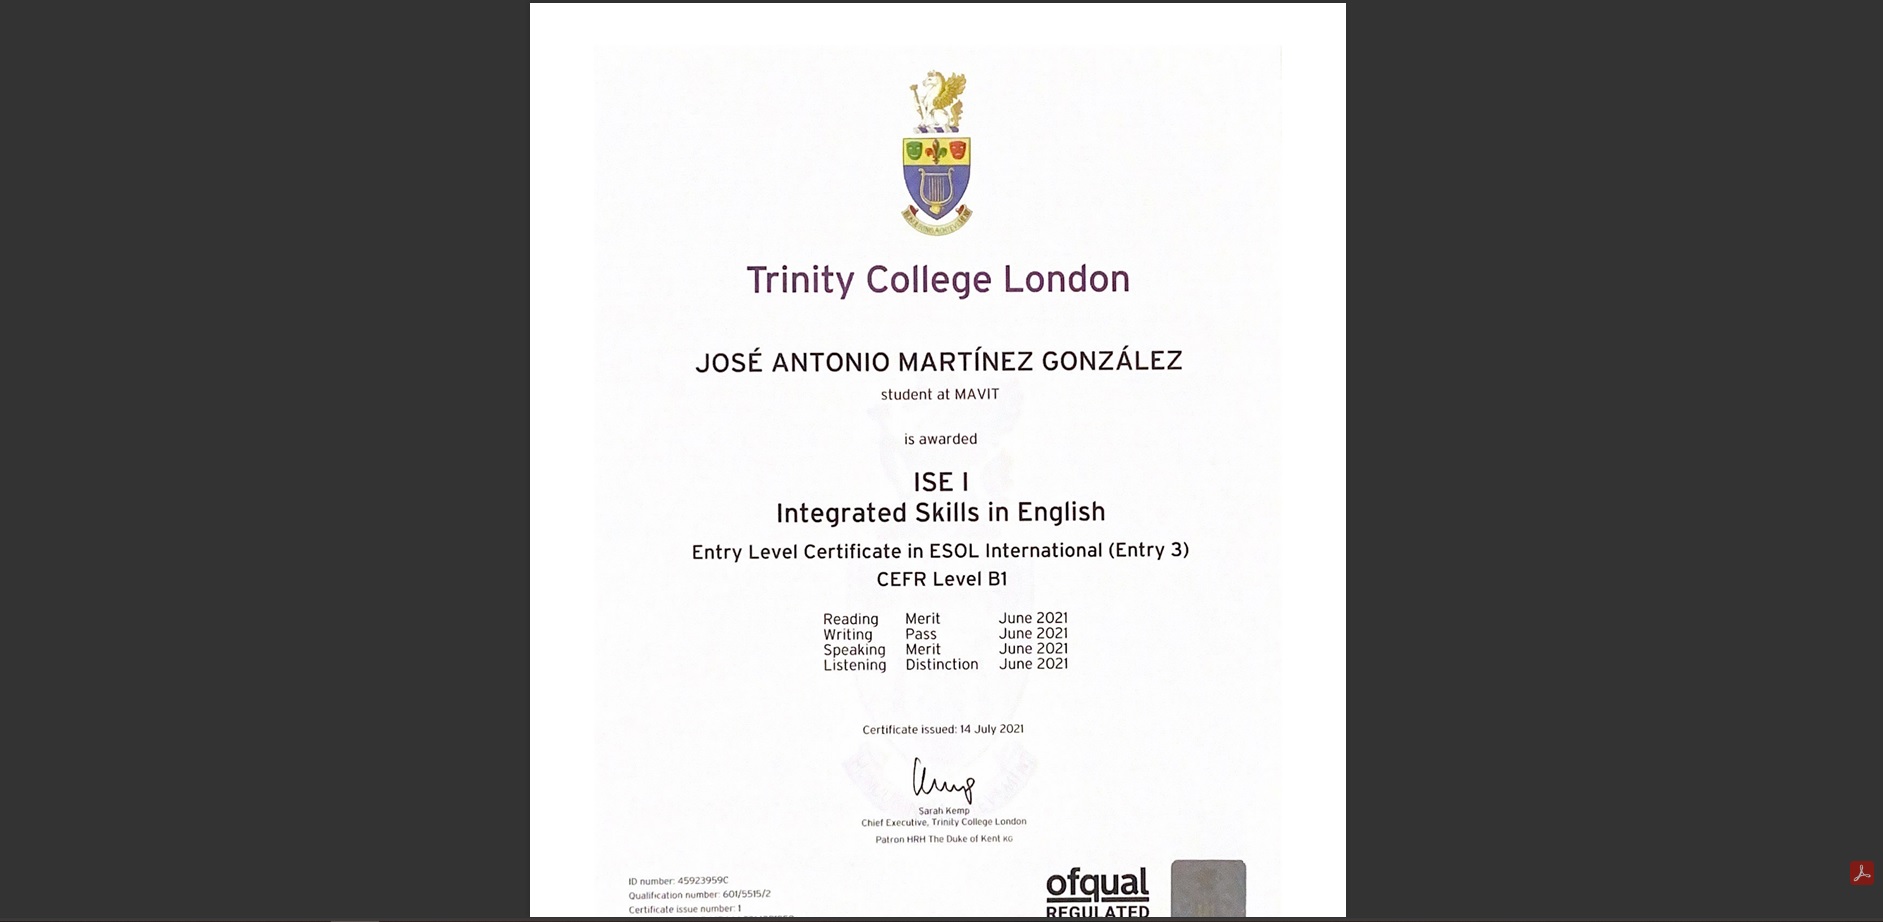 Trinity College London
JOSÉ ANTONIO MARTÍNEZ GONZÁLEZ
student at MAVIT
is awarded
ISE I
Integrated Skills in English
Entry Level Certificate in ESOL International (Entry 3)
CEFR Level B1
Reading Merit June 2021
Writing Pass June 2021
Speaking Merit June 2021
Listening Distinction June 2021
Certificate issued: 14 July 2021
Sarah Kemp
Chief Executive, Trinity College London
Patron HRH The Duke of Kent KG
ID number: 45923959C
Qualification number: 601/5515/2
Certificate issue number: 1
ofqual
REGULATED